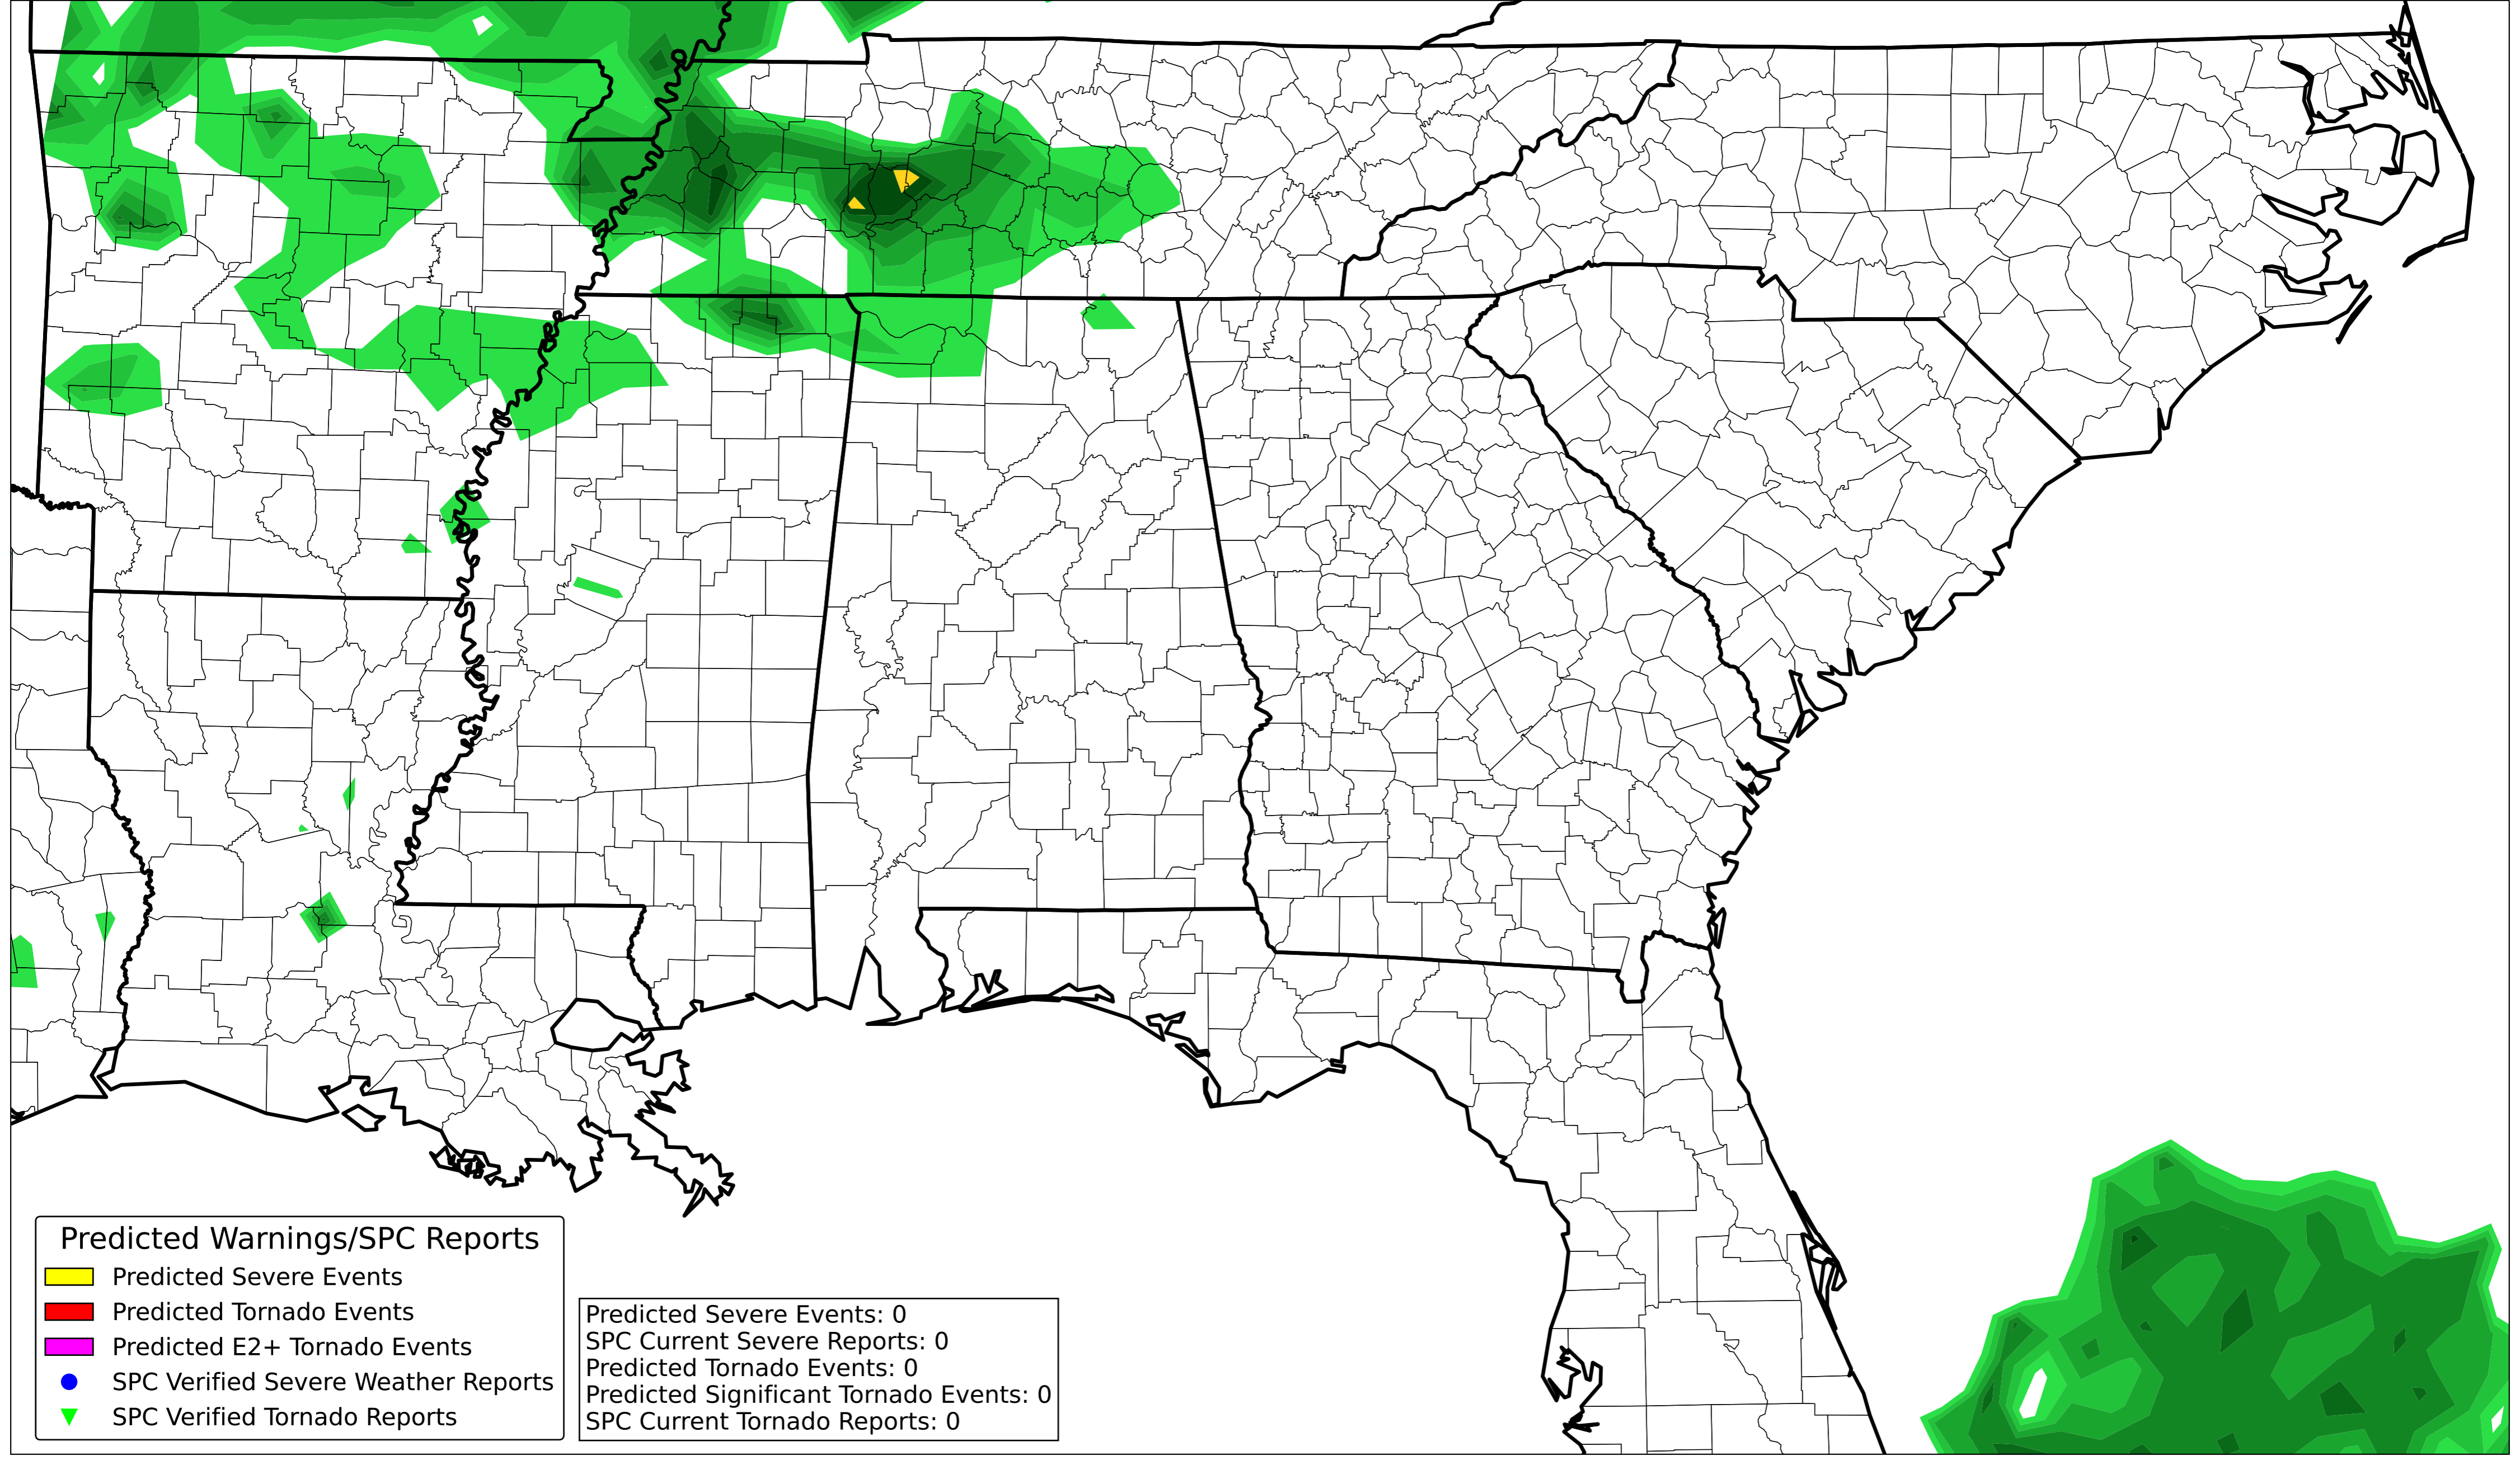 Predicted Warnings/SPC Reports
Predicted Severe Events
Predicted Tornado Events
Predicted E2+ Tornado Events
SPC Verified Severe Weather Reports
SPC Verified Tornado Reports
Predicted Severe Events: 0
SPC Current Severe Reports: 0
Predicted Tornado Events: 0
Predicted Significant Tornado Events: 0
SPC Current Tornado Reports: 0